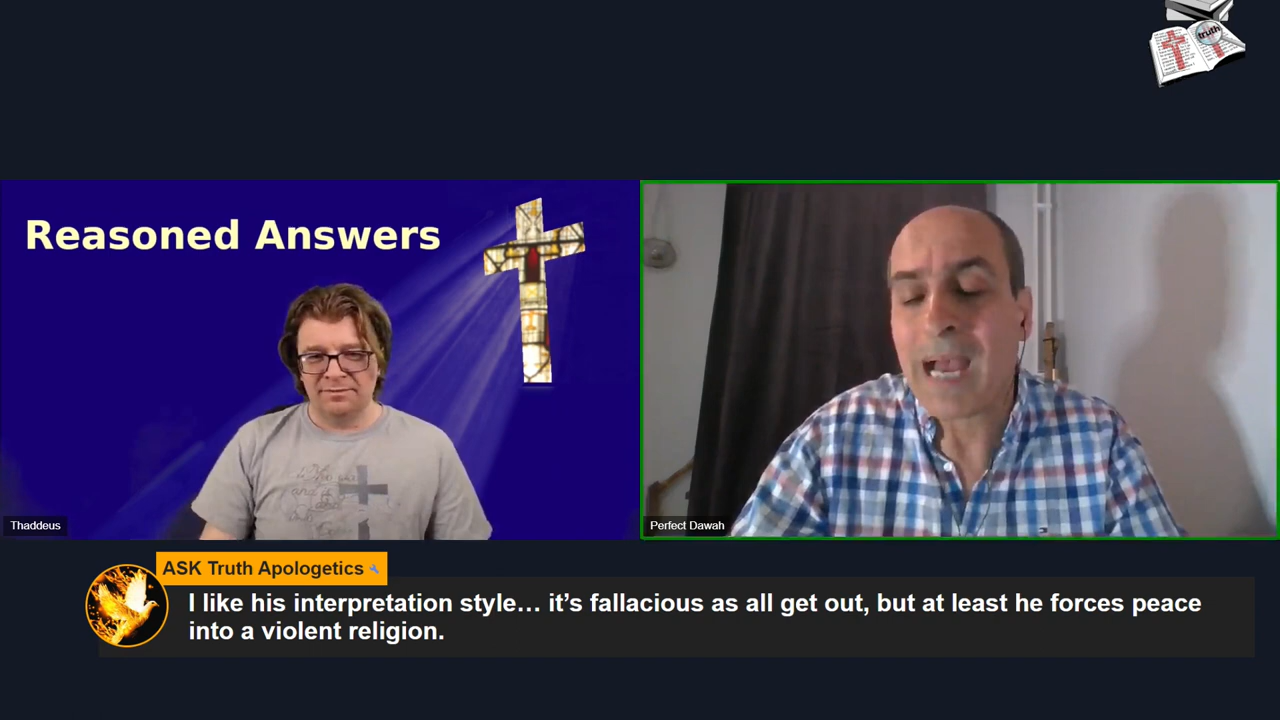 truth
Reasoned Answers
Thaddeus
Perfect Dawah
ASK Truth Apologetics
I like his interpretation style… it’s fallacious as all get out, but at least he forces peace
into a violent religion.